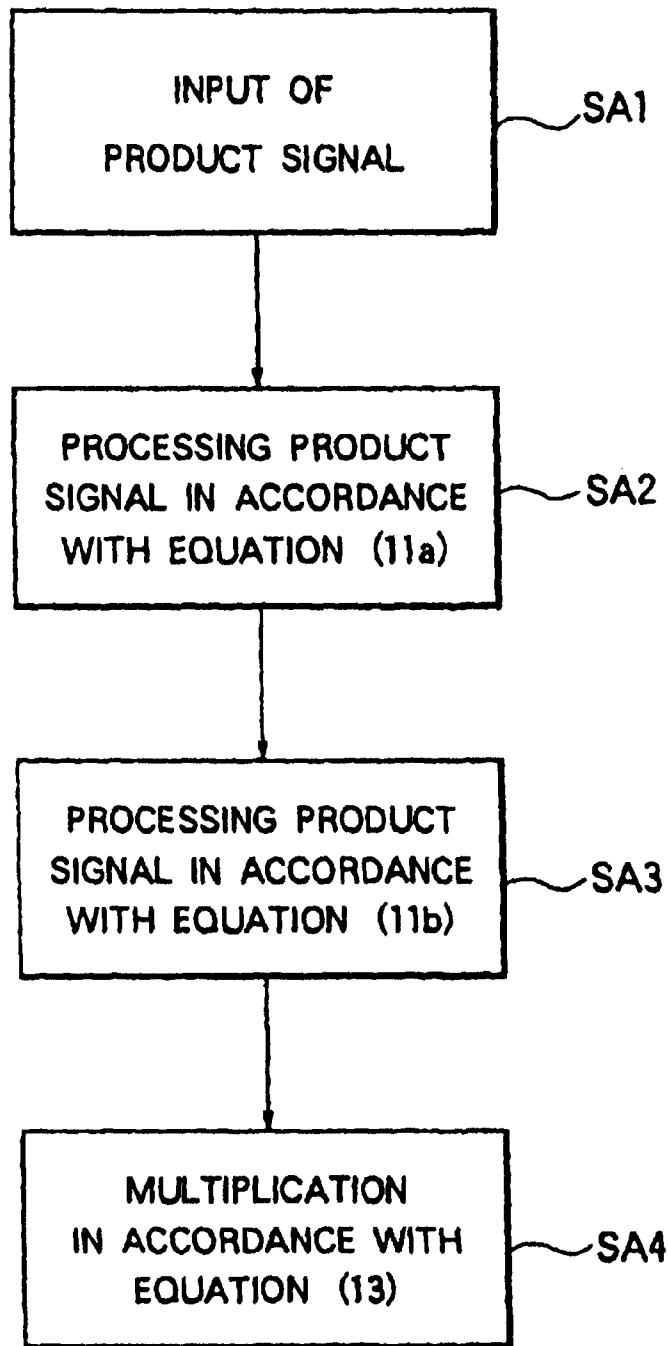 INPUT OF
PRODUCT SIGNAL
SA1
PROCESSING PRODUCT
SIGNAL IN ACCORDANCE
WITH EQUATION (11a)
SA2
PROCESSING PRODUCT
SIGNAL IN ACCORDANCE
WITH EQUATION (11b)
SA3
MULTIPLICATION
IN ACCORDANCE WITH
EQUATION (13)
SA4